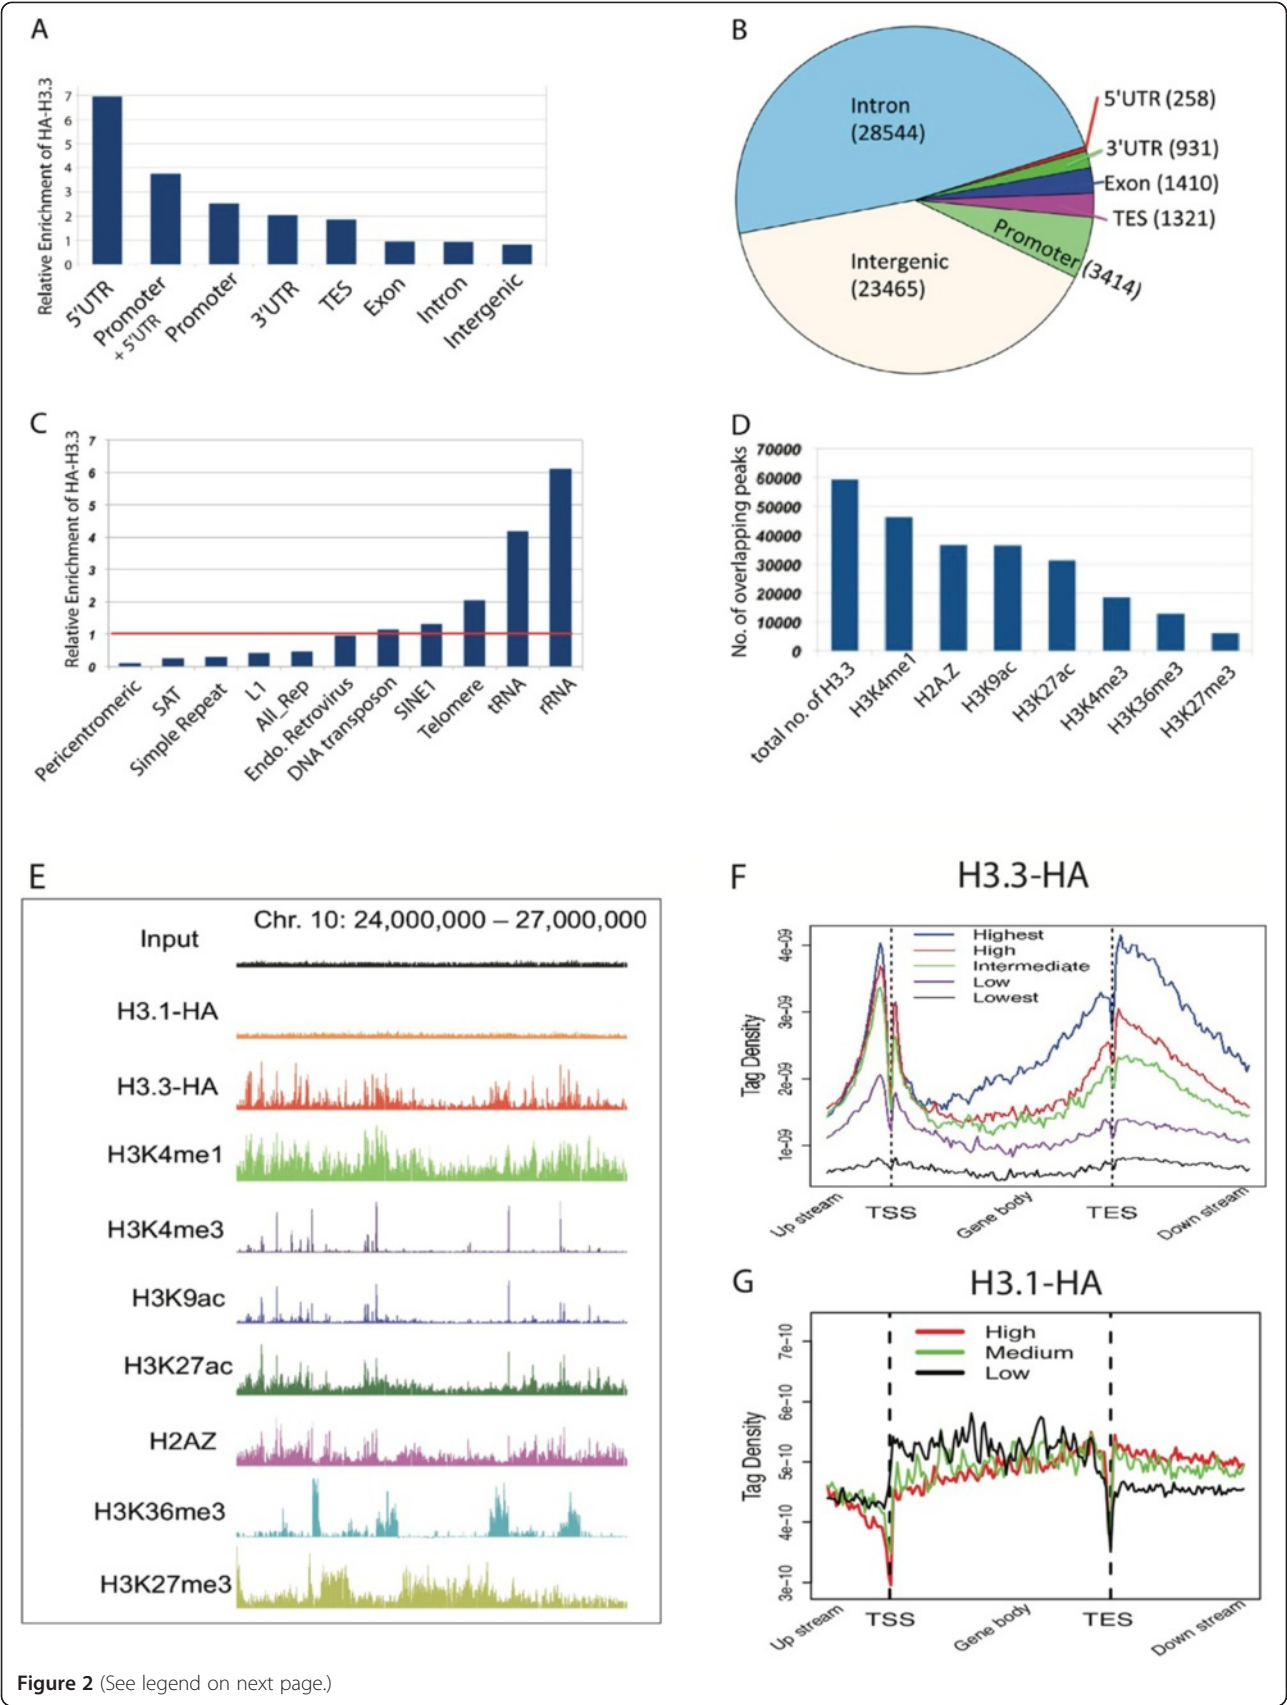 A
Relative Enrichment of HA-H3.3
7
6
5
4
3
2
1
0
5'UTR
Promoter
+ 5'UTR
Promoter
3'UTR
TES
Exon
Intron
Intergenic
B
Intron
(28544)
5'UTR (258)
3'UTR (931)
Exon (1410)
TES (1321)
Promoter (3414)
Intergenic
(23465)
C
Relative Enrichment of HA-H3.3
7
6
5
4
3
2
1
0
Pericentromeric
SAT
Simple Repeat
L1
All_Rep
Endo. Retrovirus
DNA transposon
SINE1
Telomere
tRNA
rRNA
D
No. of overlapping peaks
70000
60000
50000
40000
30000
20000
10000
0
total no. of H3.3
H3K4me1
H2A.Z
H3K9ac
H3K27ac
H3K4me3
H3K36me3
H3K27me3
E
Chr. 10: 24,000,000 – 27,000,000
Input
H3.1-HA
H3.3-HA
H3K4me1
H3K4me3
H3K9ac
H3K27ac
H2AZ
H3K36me3
H3K27me3
F
H3.3-HA
Tag Density
4e-09
3e-09
2e-09
1e-09
Highest
High
Intermediate
Low
Lowest
Up stream
TSS
Gene body
TES
Down stream
G
H3.1-HA
Tag Density
7e-10
6e-10
5e-10
4e-10
3e-10
High
Medium
Low
Up stream
TSS
Gene body
TES
Down stream
Figure 2 (See legend on next page.)